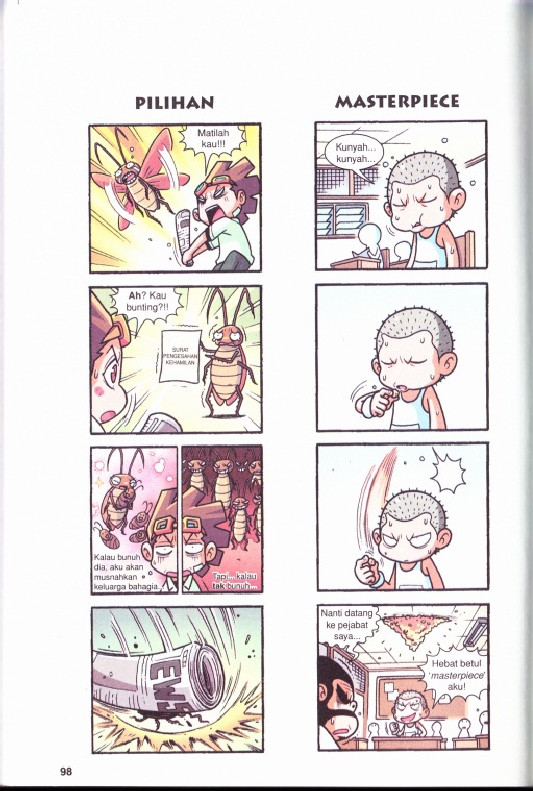 PILIHAN
Matilah
kau!!!
Ah? Kau
bunting?!!
SURAT
PENGESAHAN
KEHAMILAN
Kalau bunuh
dia, aku akan
musnahkan
keluarga bahagia...
Tapi... kalau
tak bunuh...
EWS
MASTERPIECE
Kunyah...
kunyah...
Nanti datang
ke pejabat
saya...
Hebat betul
'masterpiece'
aku!
98